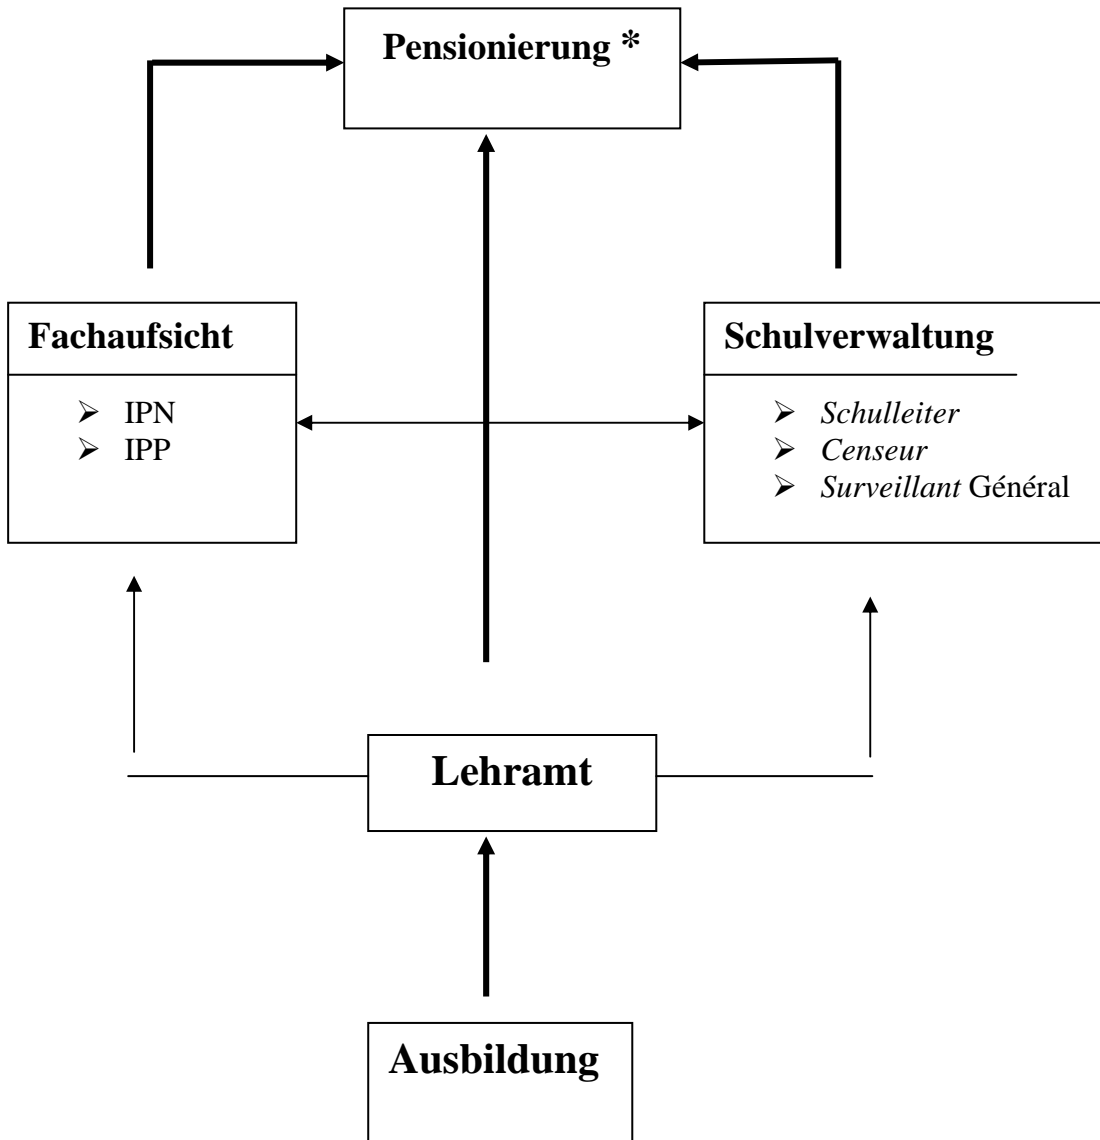 Pensionierung *
Fachaufsicht
➢ IPN
➢ IPP
Schulverwaltung
➢ Schulleiter
➢ Censeur
➢ Surveillant Général
Lehramt
Ausbildung